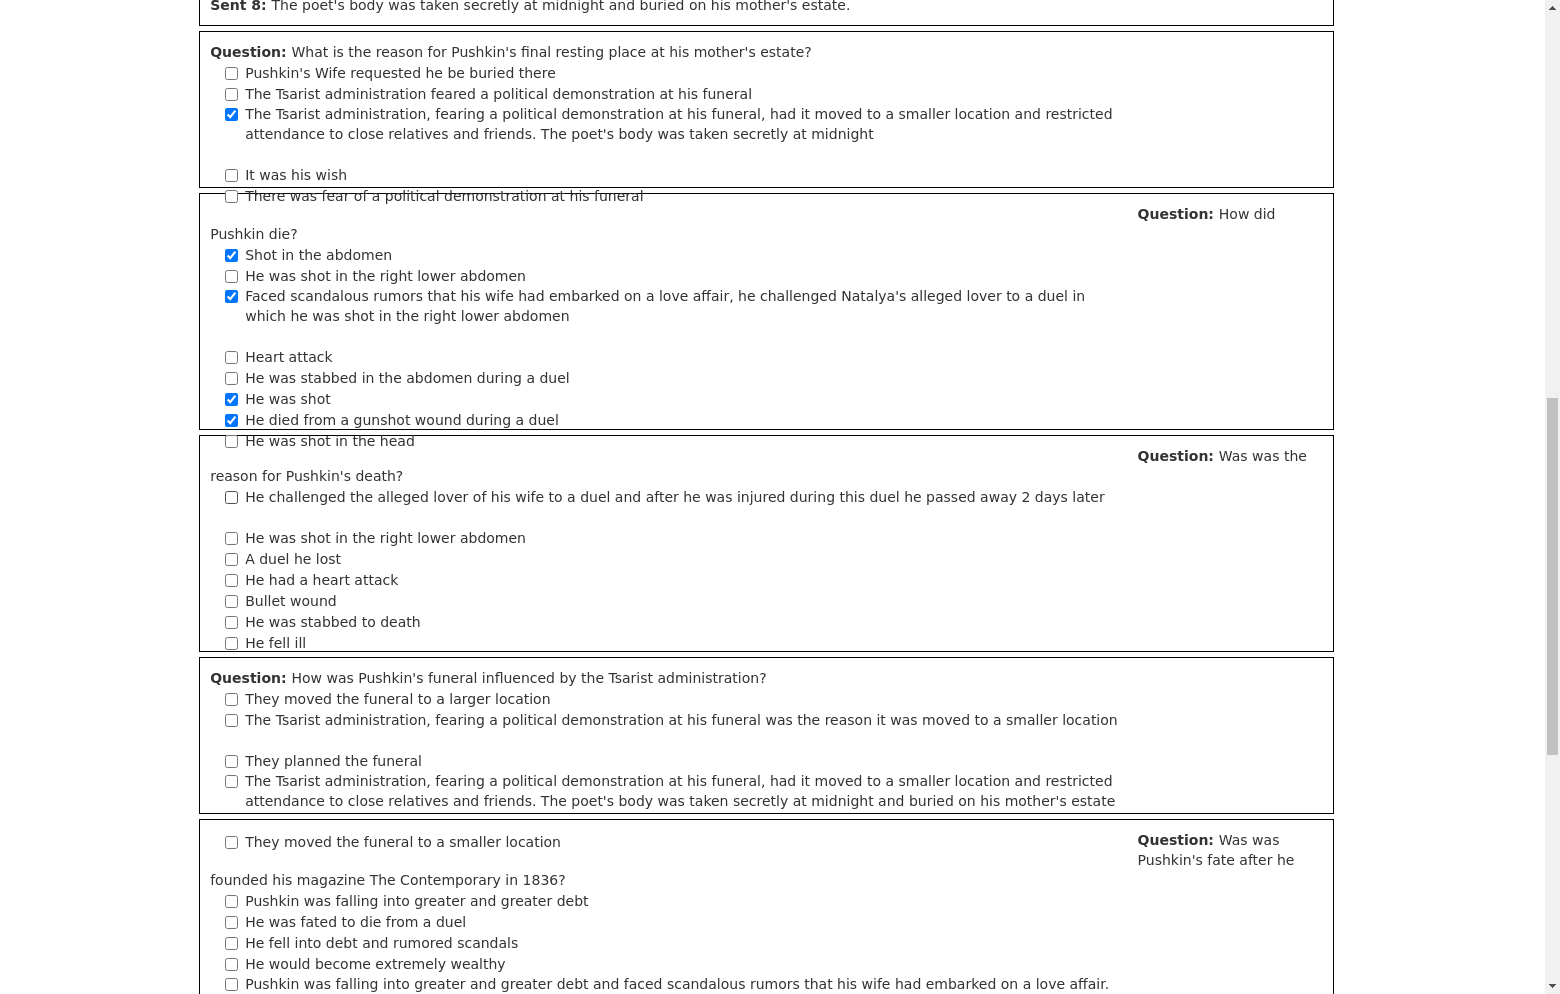 Sent 8: The poet's body was taken secretly at midnight and buried on his mother's estate.
Question: What is the reason for Pushkin's final resting place at his mother's estate?
Pushkin's Wife requested he be buried there
The Tsarist administration feared a political demonstration at his funeral
The Tsarist administration, fearing a political demonstration at his funeral, had it moved to a smaller location and restricted
attendance to close relatives and friends. The poet's body was taken secretly at midnight
It was his wish
There was fear of a political demonstration at his funeral
Question: How did
Pushkin die?
Shot in the abdomen
He was shot in the right lower abdomen
Faced scandalous rumors that his wife had embarked on a love affair, he challenged Natalya's alleged lover to a duel in
which he was shot in the right lower abdomen
Heart attack
He was stabbed in the abdomen during a duel
He was shot
He died from a gunshot wound during a duel
He was shot in the head
Question: Was was the
reason for Pushkin's death?
He challenged the alleged lover of his wife to a duel and after he was injured during this duel he passed away 2 days later
He was shot in the right lower abdomen
A duel he lost
He had a heart attack
Bullet wound
He was stabbed to death
He fell ill
Question: How was Pushkin's funeral influenced by the Tsarist administration?
They moved the funeral to a larger location
The Tsarist administration, fearing a political demonstration at his funeral was the reason it was moved to a smaller location
They planned the funeral
The Tsarist administration, fearing a political demonstration at his funeral, had it moved to a smaller location and restricted
attendance to close relatives and friends. The poet's body was taken secretly at midnight and buried on his mother's estate
They moved the funeral to a smaller location
Question: Was was
Pushkin's fate after he
founded his magazine The Contemporary in 1836?
Pushkin was falling into greater and greater debt
He was fated to die from a duel
He fell into debt and rumored scandals
He would become extremely wealthy
Pushkin was falling into greater and greater debt and faced scandalous rumors that his wife had embarked on a love affair.